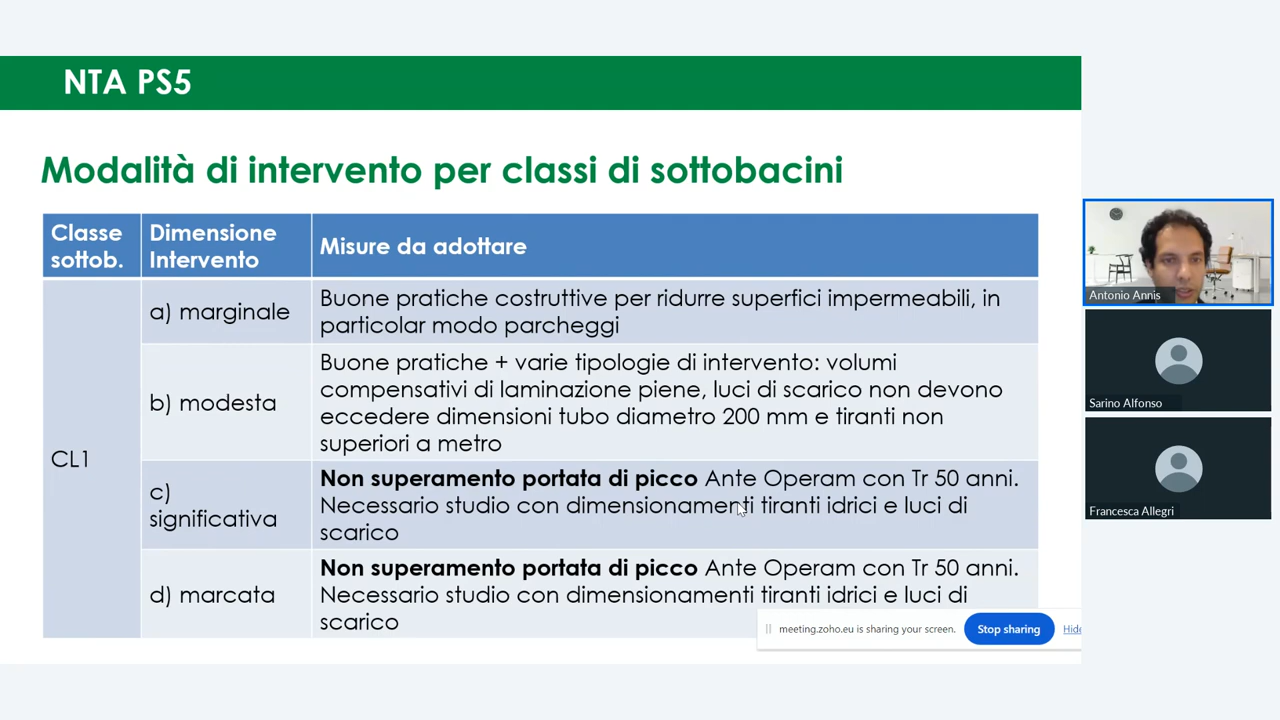 NTA PS5
Modalità di intervento per classi di sottobacini
Classe sottob.
Dimensione Intervento
Misure da adottare
CL1
a) marginale
Buone pratiche costruttive per ridurre superfici impermeabili, in
particolar modo parcheggi
b) modesta
Buone pratiche + varie tipologie di intervento: volumi
compensativi di laminazione piene, luci di scarico non devono
eccedere dimensioni tubo diametro 200 mm e tiranti non
superiori a metro
c)
significativa
Non superamento portata di picco Ante Operam con Tr 50 anni.
Necessario studio con dimensionamenti tiranti idrici e luci di
scarico
d) marcata
Non superamento portata di picco Ante Operam con Tr 50 anni.
Necessario studio con dimensionamenti tiranti idrici e luci di
scarico
meeting.zoho.eu is sharing your screen.
Stop sharing
Hide
Antonio Annis
Sarino Alfonso
Francesca Allegri